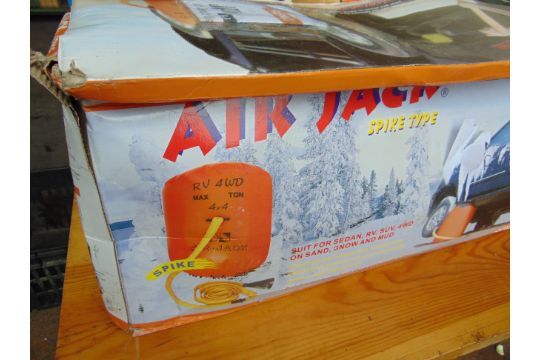 AIR JACK®
SPIKE TYPE
RV 4WD
MAX TON
4.4
SPIKE
SUIT FOR SEDAN, RV, SUV, 4WD
ON SAND, SNOW AND MUD